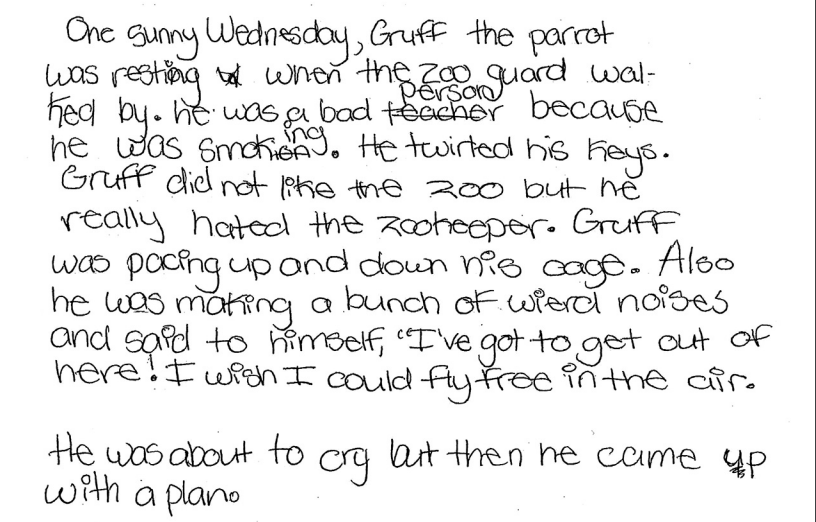 One sunny Wednesday, Gruff the parrot
was resting when the zoo guard wal-
ked by. he was a bad person because
he was smoking. He twirted his keys.
Gruff did not like the zoo but he
really hated the zookeeper. Gruff
was pacing up and down his cage. Also
he was making a bunch of wierd noises
and said to himself, "I've got to get out of
here! I wish I could fly free in the air.
He was about to cry but then he came up
with a plan.